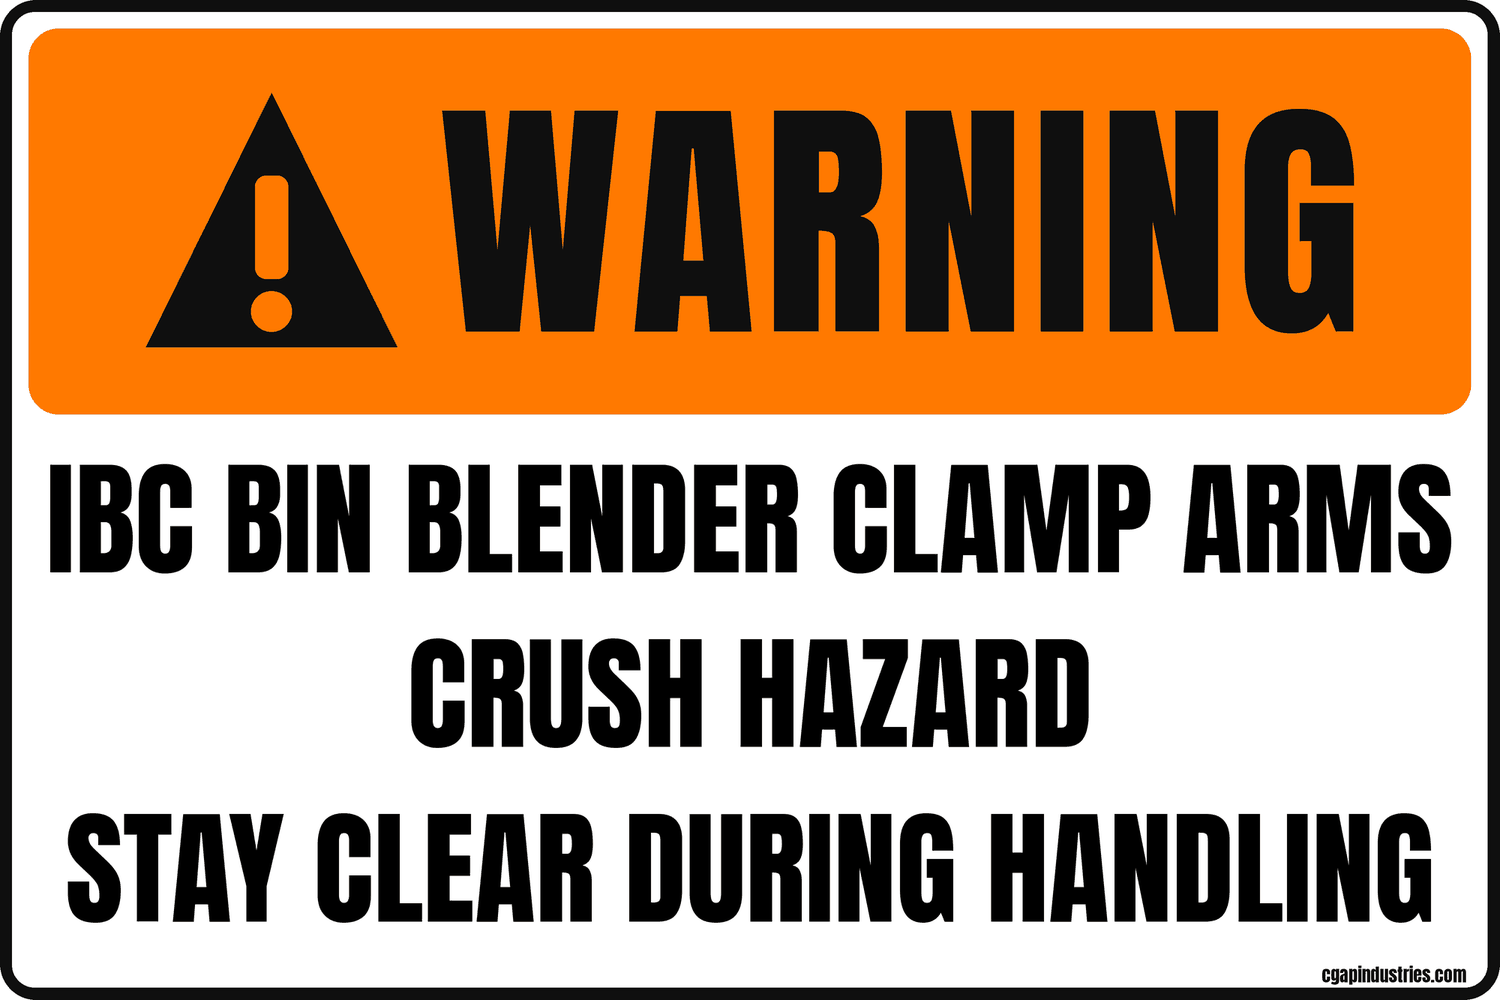 WARNING
IBC BIN BLENDER CLAMP ARMS
CRUSH HAZARD
STAY CLEAR DURING HANDLING
cgapindustries.com